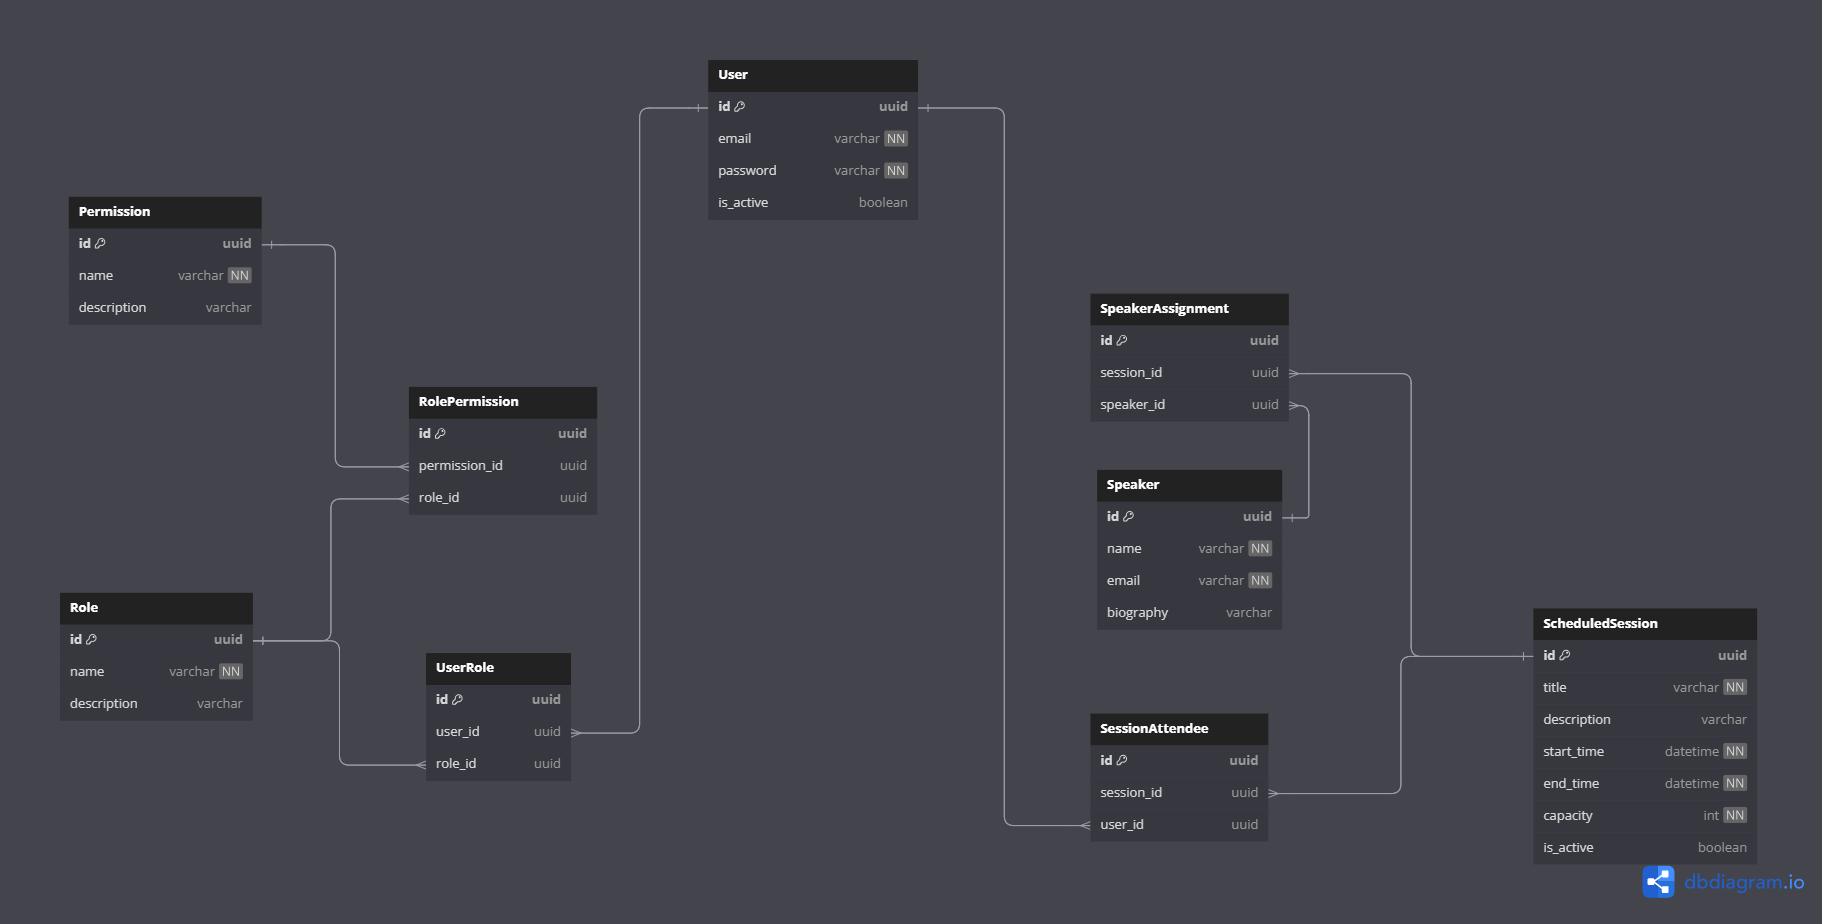 User
id uuid
email varchar NN
password varchar NN
is_active boolean
Permission
id uuid
name varchar NN
description varchar
RolePermission
id uuid
permission_id uuid
role_id uuid
Role
id uuid
name varchar NN
description varchar
UserRole
id uuid
user_id uuid
role_id uuid
SpeakerAssignment
id uuid
session_id uuid
speaker_id uuid
Speaker
id uuid
name varchar NN
email varchar NN
biography varchar
SessionAttendee
id uuid
session_id uuid
user_id uuid
ScheduledSession
id uuid
title varchar NN
description varchar
start_time datetime NN
end_time datetime NN
capacity int NN
is_active boolean
dbdiagram.io